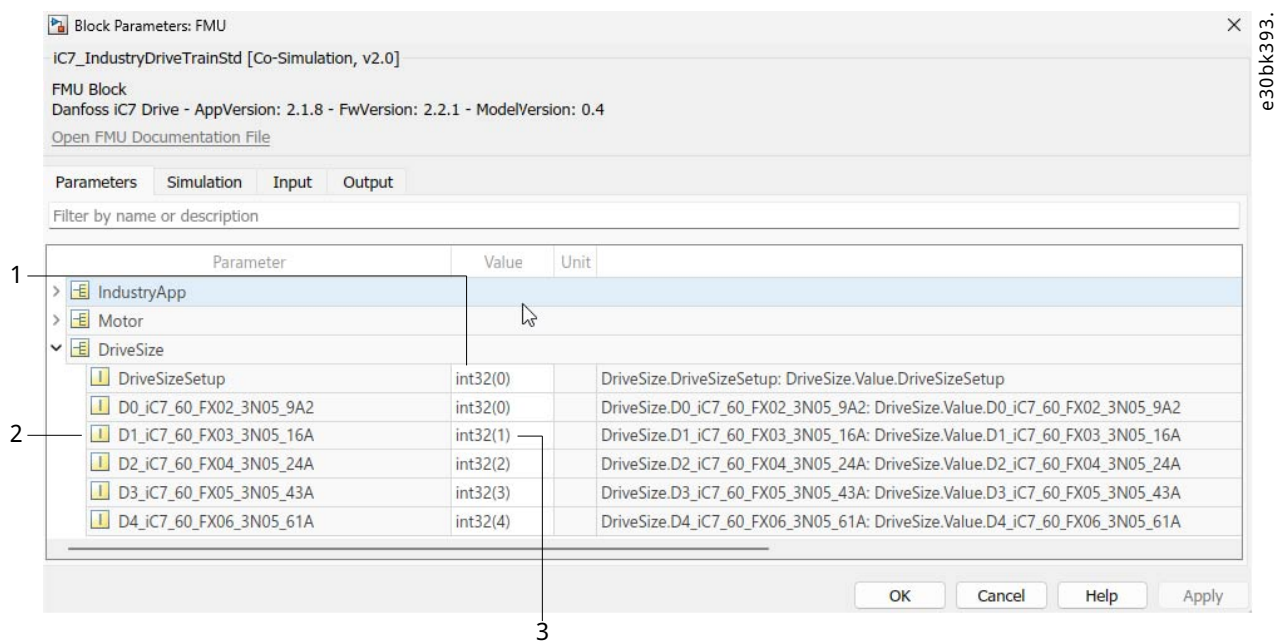 Block Parameters: FMU
iC7_IndustryDriveTrainStd [Co-Simulation, v2.0]
FMU Block
Danfoss iC7 Drive - AppVersion: 2.1.8 - FwVersion: 2.2.1 - ModelVersion: 0.4
Open FMU Documentation File
Parameters Simulation Input Output
Filter by name or description
Parameter Value Unit
1
IndustryApp
Motor
DriveSize
DriveSizeSetup int32(0) DriveSize.DriveSizeSetup: DriveSize.Value.DriveSizeSetup
D0_iC7_60_FX02_3N05_9A2 int32(0) DriveSize.D0_iC7_60_FX02_3N05_9A2: DriveSize.Value.D0_iC7_60_FX02_3N05_9A2
2 D1_iC7_60_FX03_3N05_16A int32(1) DriveSize.D1_iC7_60_FX03_3N05_16A: DriveSize.Value.D1_iC7_60_FX03_3N05_16A
D2_iC7_60_FX04_3N05_24A int32(2) DriveSize.D2_iC7_60_FX04_3N05_24A: DriveSize.Value.D2_iC7_60_FX04_3N05_24A
D3_iC7_60_FX05_3N05_43A int32(3) DriveSize.D3_iC7_60_FX05_3N05_43A: DriveSize.Value.D3_iC7_60_FX05_3N05_43A
D4_iC7_60_FX06_3N05_61A int32(4) DriveSize.D4_iC7_60_FX06_3N05_61A: DriveSize.Value.D4_iC7_60_FX06_3N05_61A
OK Cancel Help Apply
3
e30bk393.